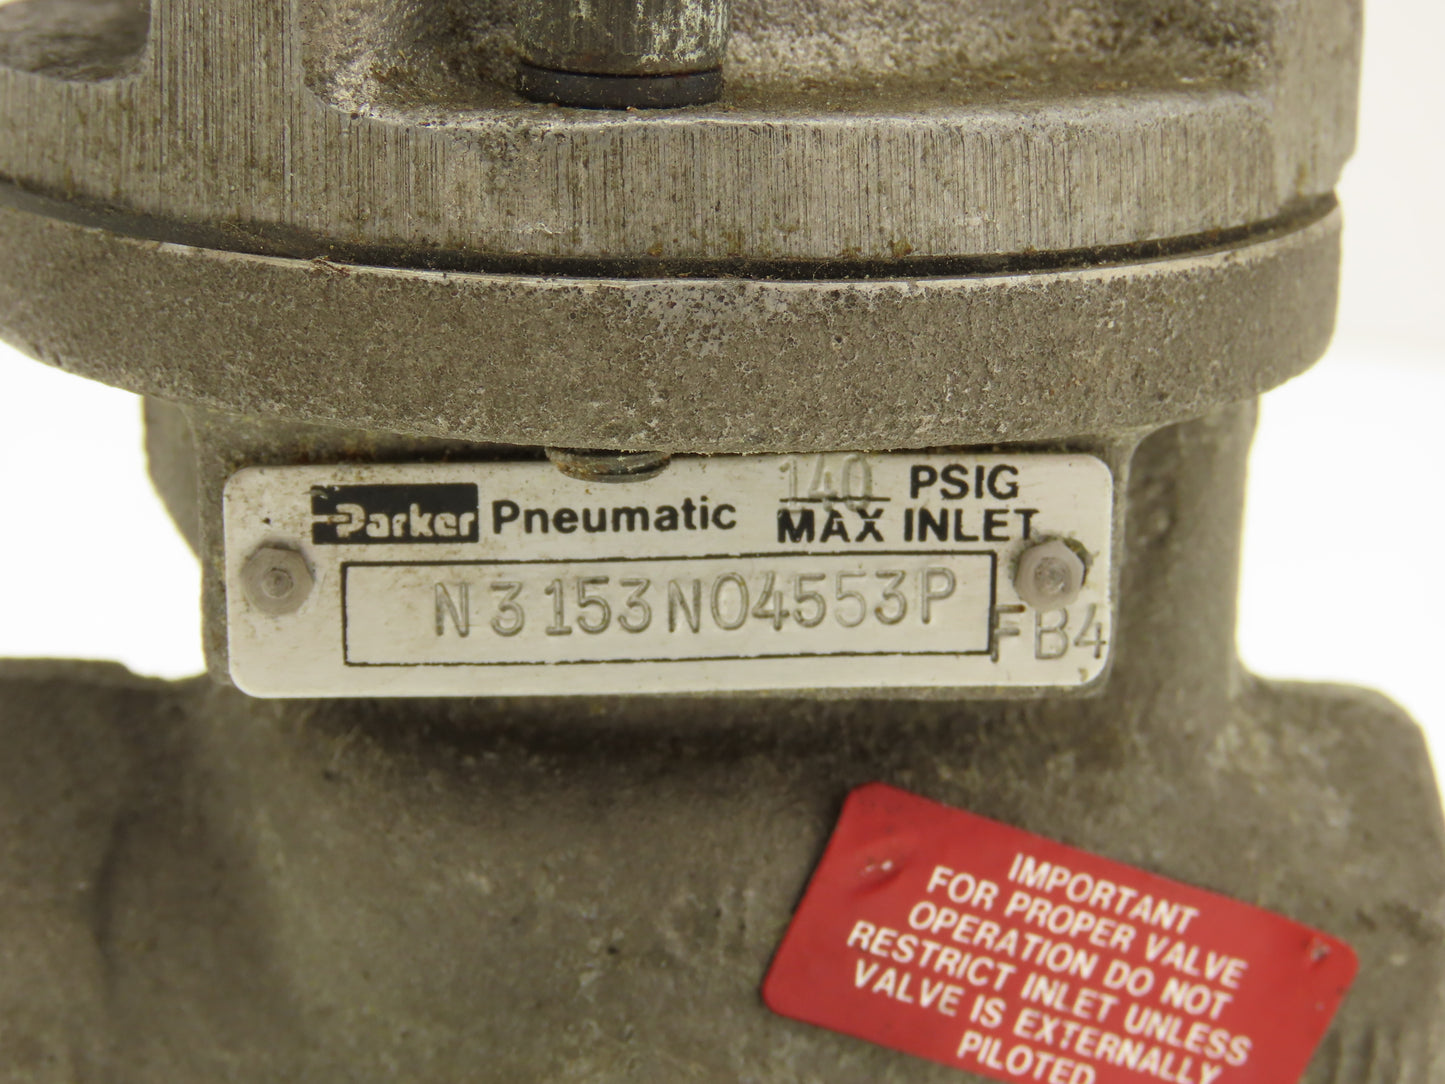 Parker Pneumatic 140 PSIG
MAX INLET
N3153N04553P
FB4
IMPORTANT
FOR PROPER VALVE
OPERATION DO NOT
RESTRICT INLET UNLESS
VALVE IS EXTERNALLY
PILOTED